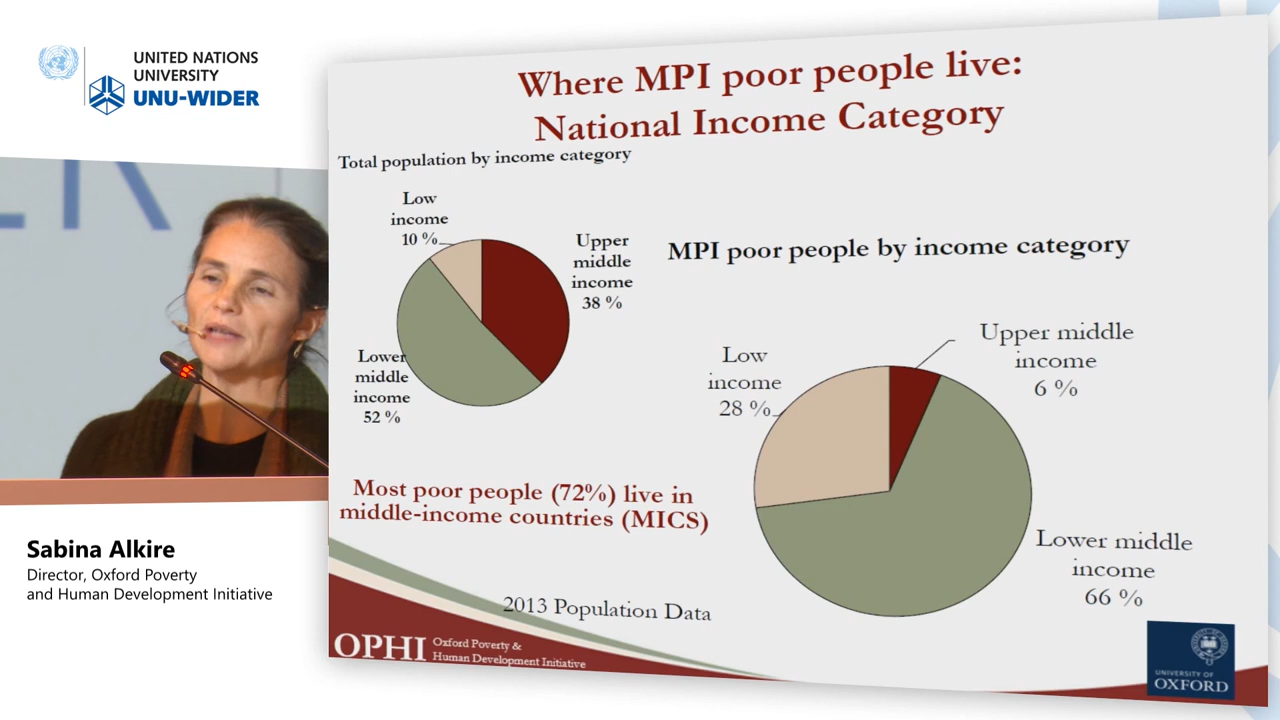 UNITED NATIONS
UNIVERSITY
UNU-WIDER
Sabina Alkire
Director, Oxford Poverty
and Human Development Initiative
Where MPI poor people live:
National Income Category
Total population by income category
Low
income
10 %
Upper
middle
income
38 %
Lower
middle
income
52 %
MPI poor people by income category
Low
income
28 %
Upper middle
income
6 %
Lower middle
income
66 %
Most poor people (72%) live in
middle-income countries (MICS)
2013 Population Data
OPHI
Oxford Poverty &
Human Development Initiative
UNIVERSITY OF
OXFORD